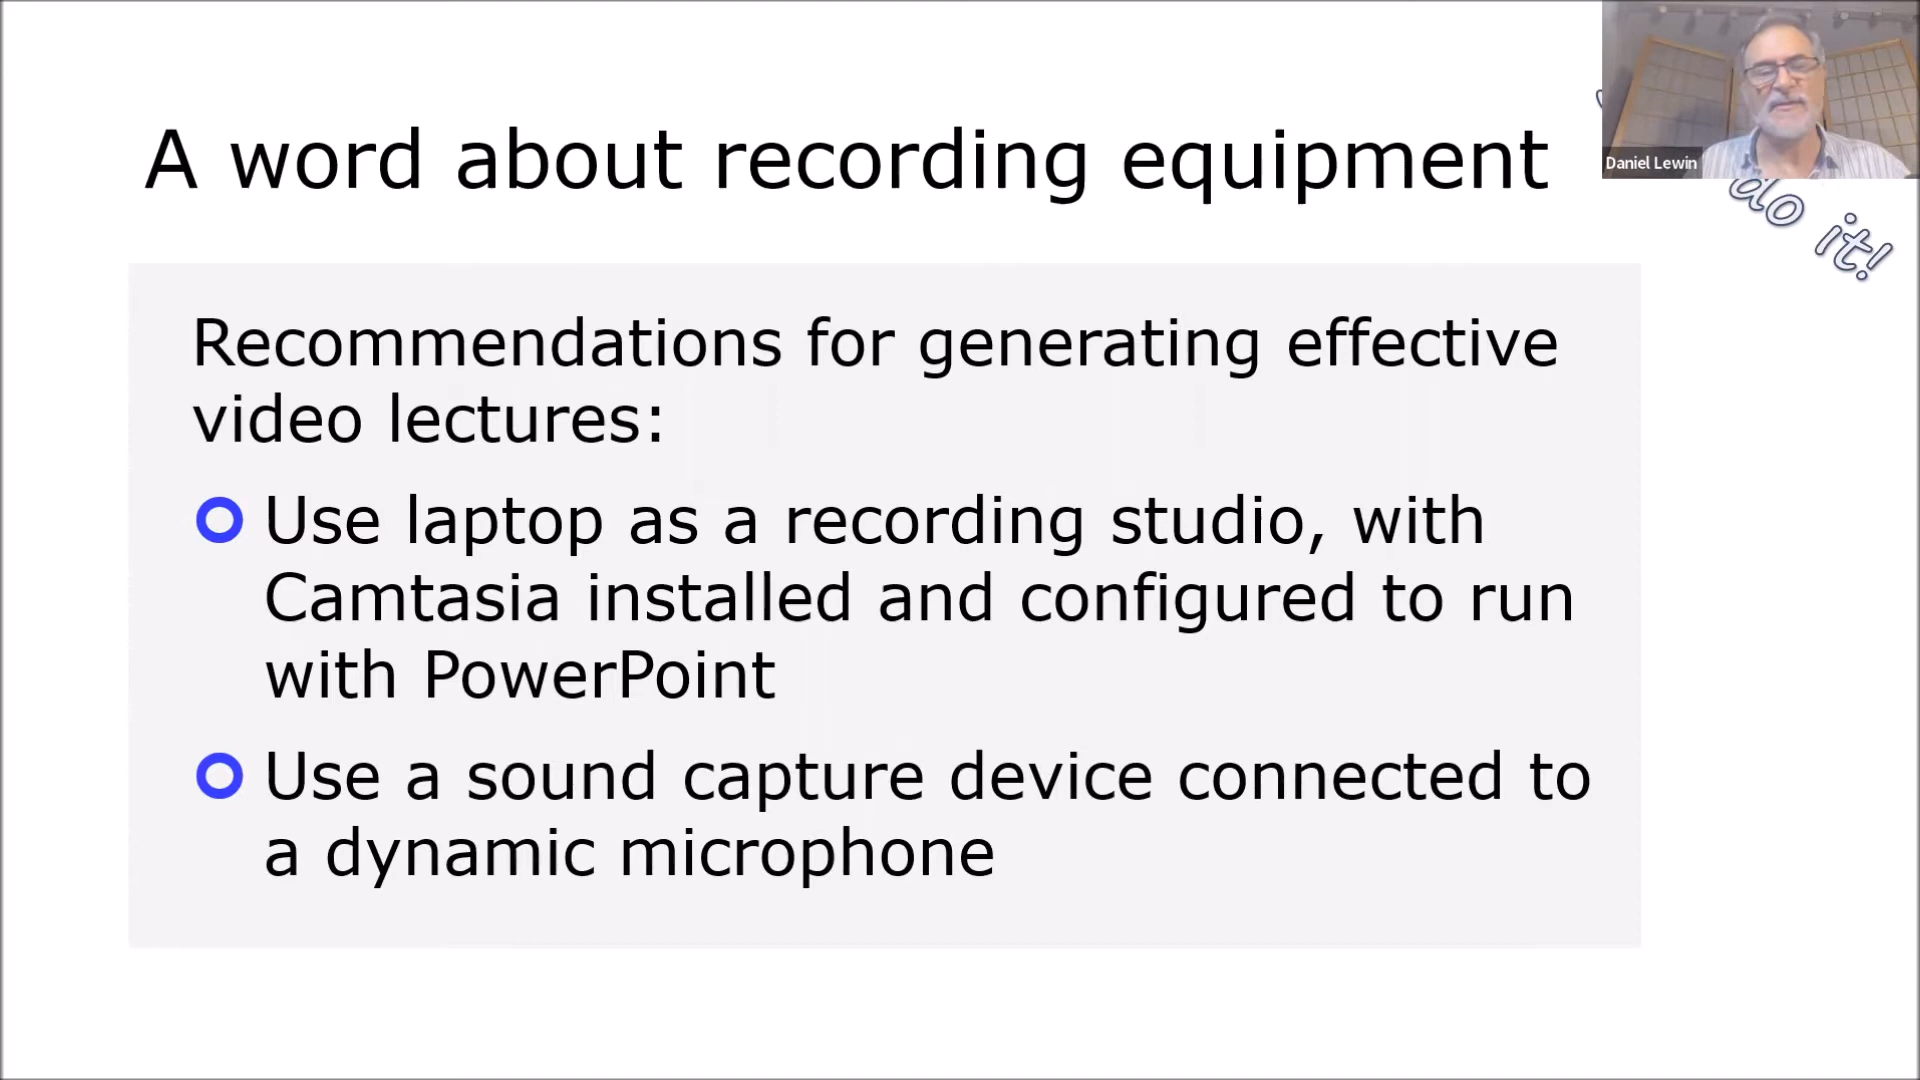 A word about recording equipment
Daniel Lewin
do it!
Recommendations for generating effective
video lectures:
Use laptop as a recording studio, with
Camtasia installed and configured to run
with PowerPoint
Use a sound capture device connected to
a dynamic microphone